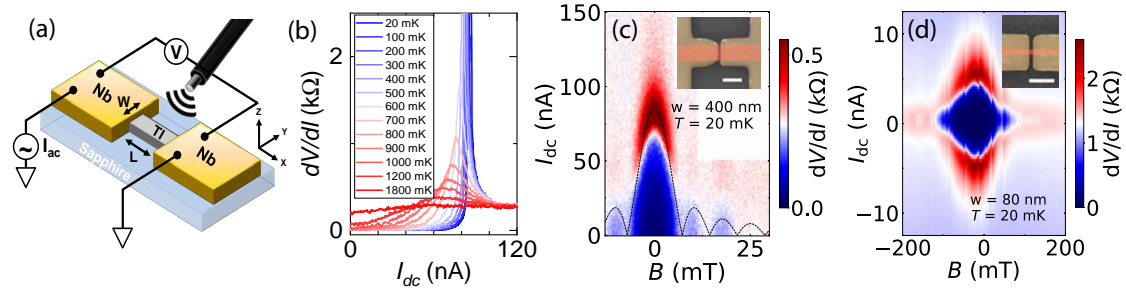 (a)
V
Nb
W
TI
L
Nb
Sapphire
I_ac
~
Z
Y
X
(b)
dV/dI (kΩ)
2
0
20 mK
100 mK
200 mK
300 mK
400 mK
500 mK
600 mK
700 mK
800 mK
900 mK
1000 mK
1200 mK
1800 mK
0
120
I_dc (nA)
(c)
I_dc (nA)
150
100
50
0
w = 400 nm
T = 20 mK
0
25
B (mT)
0.5
0.0
dV/dI (kΩ)
(d)
I_dc (nA)
10
5
0
−5
−10
w = 80 nm
T = 20 mK
−200
0
200
B (mT)
2
1
0
dV/dI (kΩ)